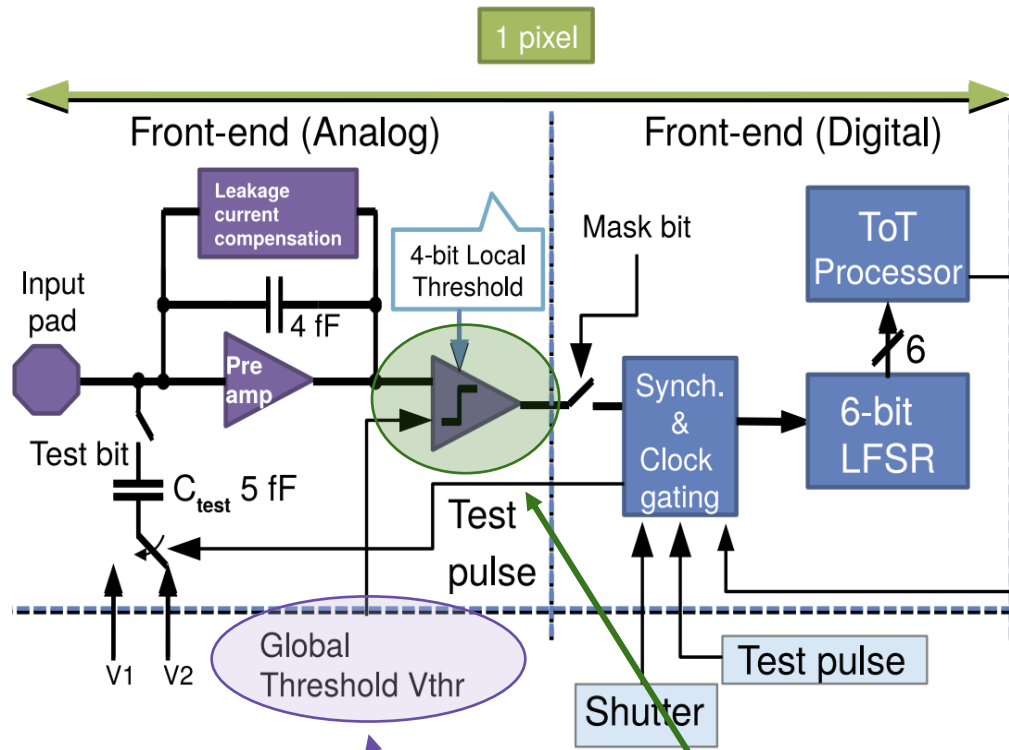 1 pixel
Front-end (Analog)
Front-end (Digital)
Leakage
current
compensation
4-bit Local
Threshold
Mask bit
ToT
Processor
Input
pad
4 fF
Pre
amp
6
Synch.
&
Clock
gating
6-bit
LFSR
Test bit
Ctest 5 fF
Test
pulse
V1
V2
Global
Threshold Vthr
Test pulse
Shutter